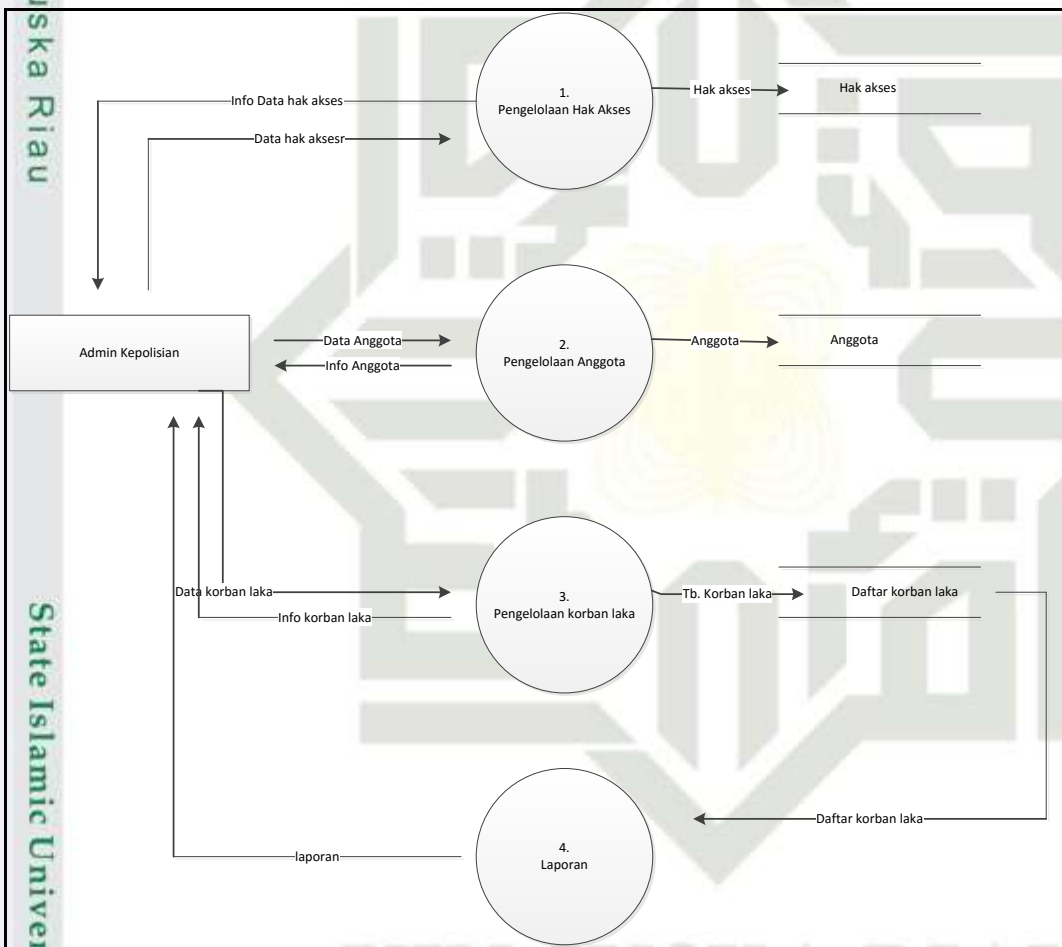 uska Riau
State Islamic Univer
1.
Pengelolaan Hak Akses
Info Data hak akses
Hak akses
Hak akses
Data hak aksesr
Admin Kepolisian
2.
Pengelolaan Anggota
Data Anggota
Info Anggota
Anggota
Anggota
3.
Pengelolaan korban laka
Data korban laka
Info korban laka
Tb. Korban laka
Daftar korban laka
Daftar korban laka
4.
Laporan
laporan